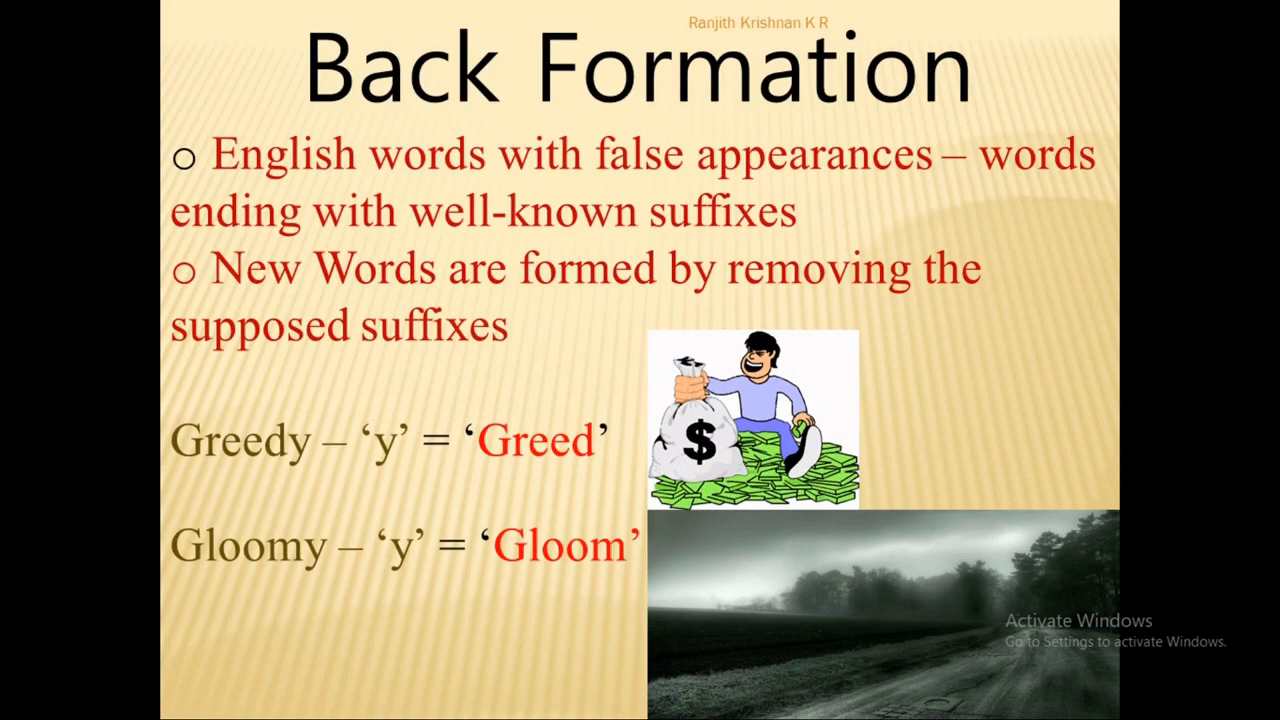 Ranjith Krishnan K R
Back Formation
o English words with false appearances – words
ending with well-known suffixes
o New Words are formed by removing the
supposed suffixes
$
Greedy – ‘y’ = ‘Greed’
Gloomy – ‘y’ = ‘Gloom’
Activate Windows
Go to Settings to activate Windows.